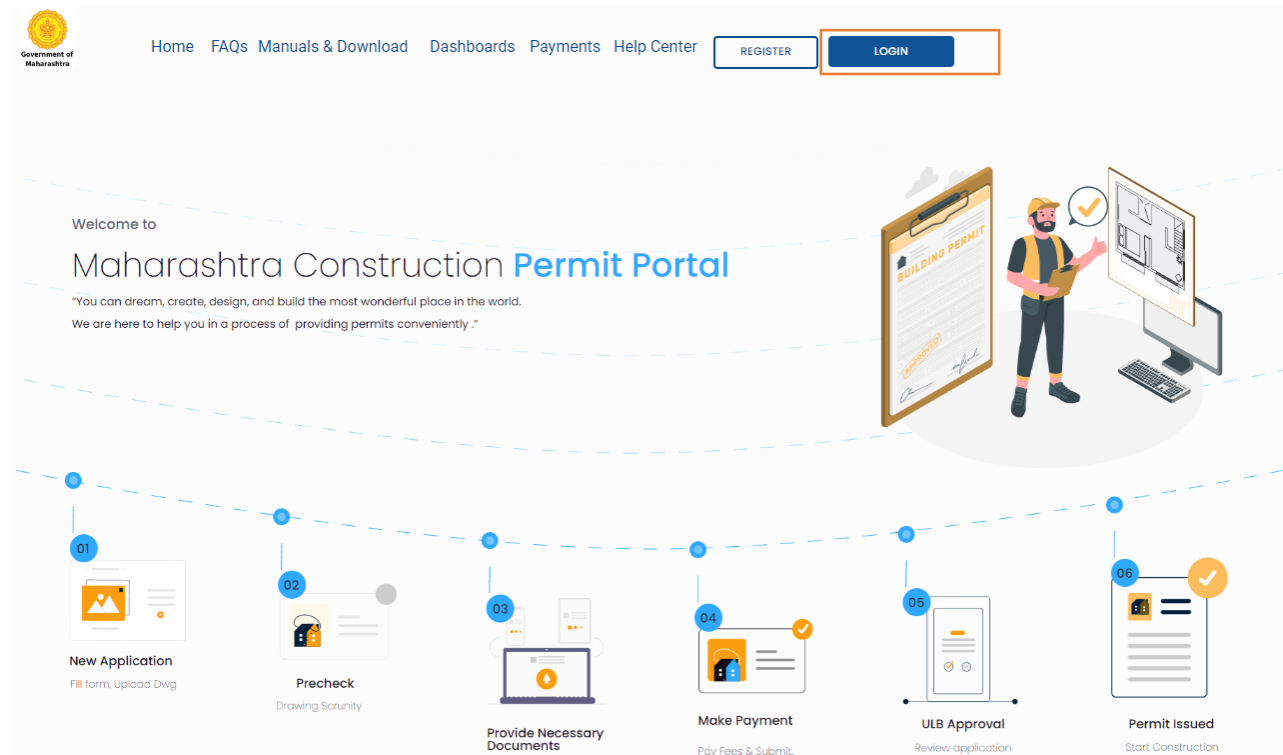 Government of
Maharashtra
Home FAQs Manuals & Download Dashboards Payments Help Center REGISTER LOGIN
Welcome to
Maharashtra Construction Permit Portal
"You can dream, create, design, and build the most wonderful place in the world.
We are here to help you in a process of providing permits conveniently ."
BUILDING PERMIT
APPROVED
01
New Application
Fill form, Upload Dwg
02
Precheck
Drawing Scrunity
03
Provide Necessary
Documents
04
Make Payment
Pay Fees & Submit.
05
ULB Approval
Review application
06
Permit Issued
Start Construction